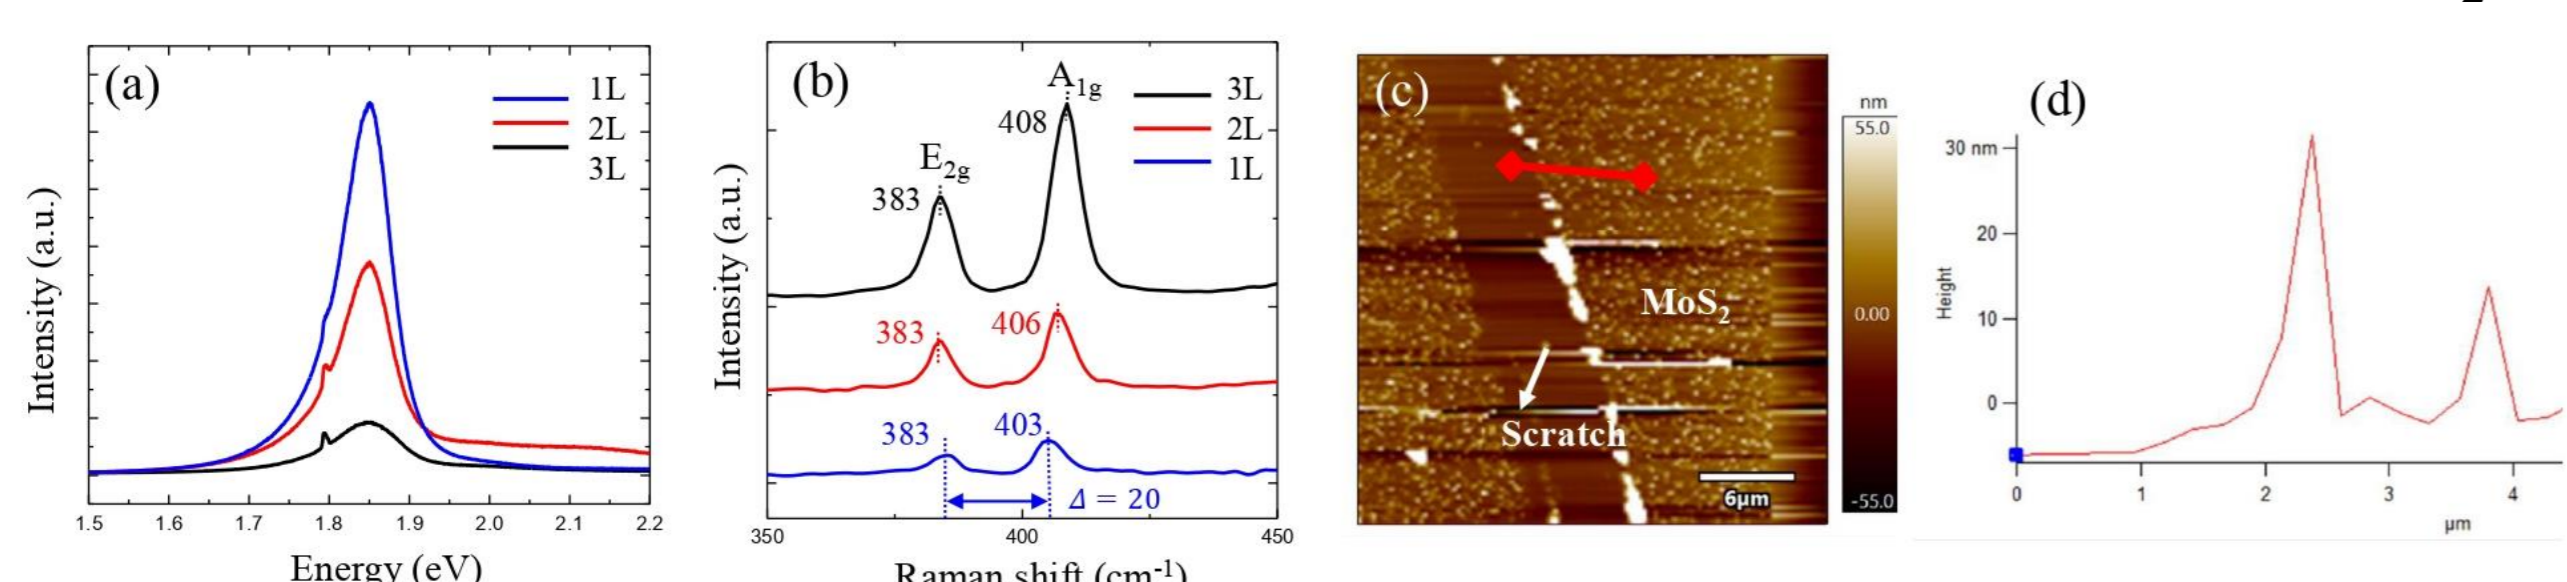 2
(a)
1L
2L
3L
Intensity (a.u.)
1.5 1.6 1.7 1.8 1.9 2.0 2.1 2.2
Energy (eV)
(b)
A1g
E2g
408
383
3L
2L
1L
383
406
383
403
Δ = 20
Intensity (a.u.)
350 400 450
Raman shift (cm-1)
(c)
MoS2
Scratch
6μm
nm
55.0
0.00
-55.0
(d)
30 nm
20
10
0
Height
0 1 2 3 4
μm